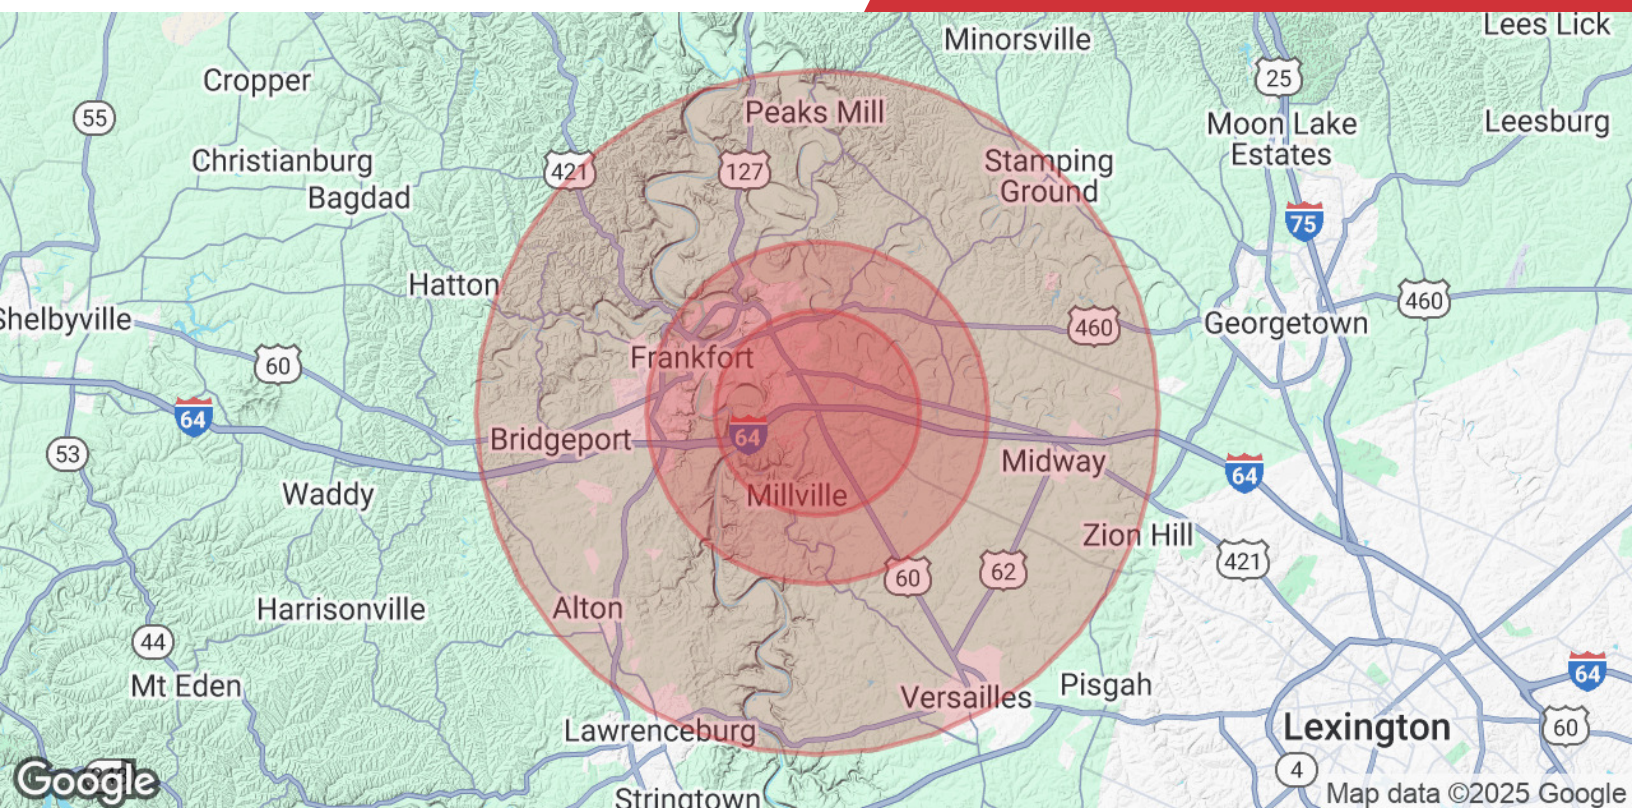 Lees Lick
Minorsville
25
Cropper
55
Peaks Mill
Moon Lake
Estates
Leesburg
Christianburg
421
127
Stamping
Ground
Bagdad
75
Hatton
460
Shelbyville
460
Georgetown
60
Frankfort
64
Bridgeport
64
53
Midway
64
Waddy
Millville
Zion Hill
421
60
62
Harrisonville
Alton
44
64
Mt Eden
Versailles
Pisgah
Lawrenceburg
Lexington
60
Google
4
Stringtown
Map data ©2025 Google